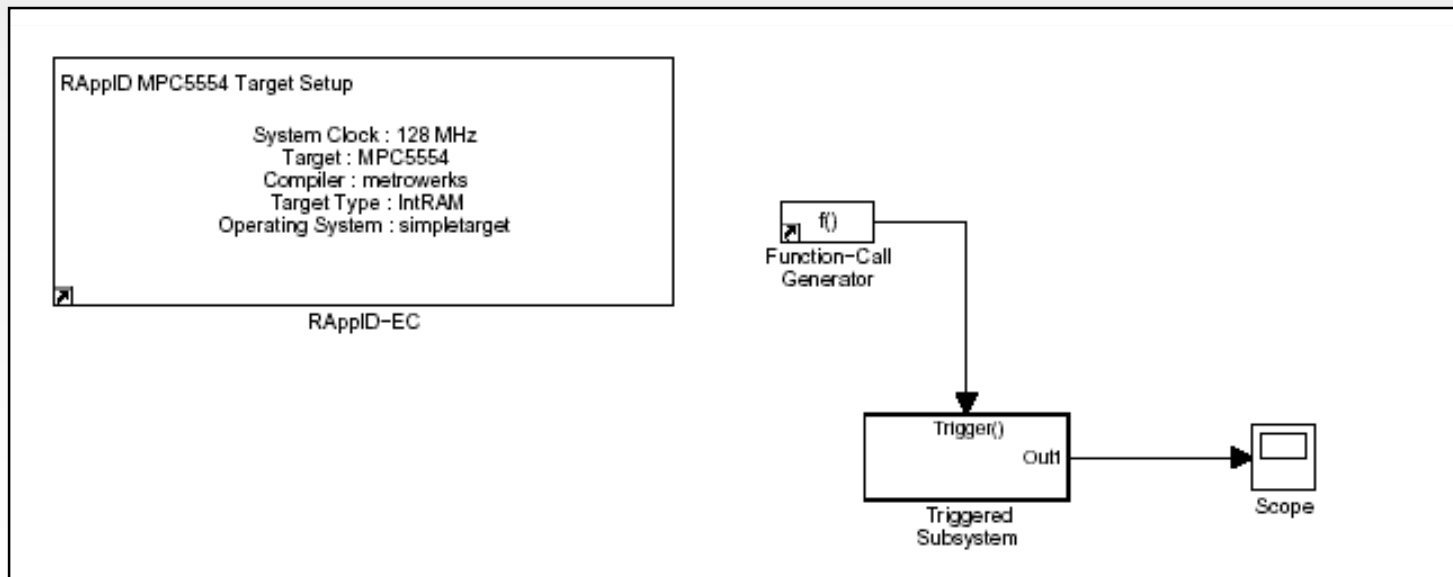 RAppID MPC5554 Target Setup
System Clock : 128 MHz
Target : MPC5554
Compiler : metrowerks
Target Type : IntRAM
Operating System : simpletarget
RAppID-EC
f()
Function-Call
Generator
Trigger()
Out1
Triggered
Subsystem
Scope